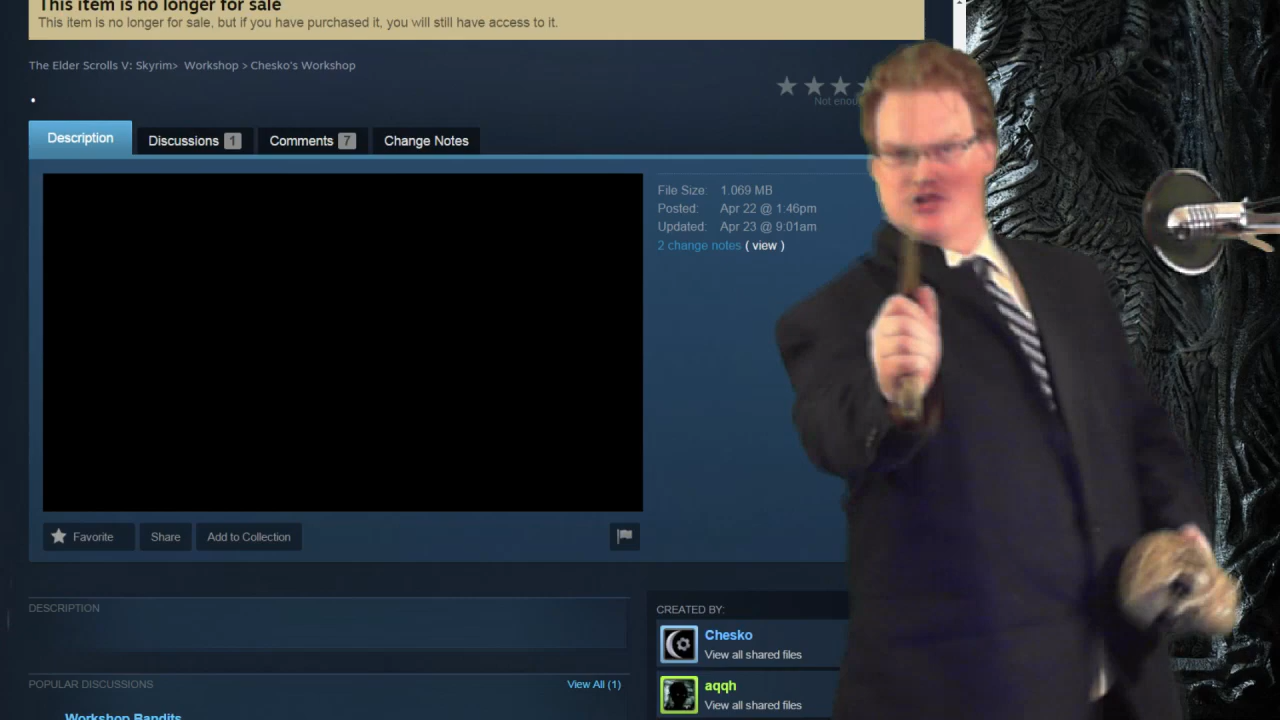 This item is no longer for sale
This item is no longer for sale, but if you have purchased it, you will still have access to it.
The Elder Scrolls V: Skyrim> Workshop > Chesko's Workshop
Not enou
.
Description Discussions 1 Comments 7 Change Notes
File Size: 1.069 MB
Posted: Apr 22 @ 1:46pm
Updated: Apr 23 @ 9:01am
2 change notes ( view )
Favorite Share Add to Collection
DESCRIPTION
CREATED BY:
Chesko
View all shared files
aqqh
View all shared files
POPULAR DISCUSSIONS View All (1)
Workshop Bandits